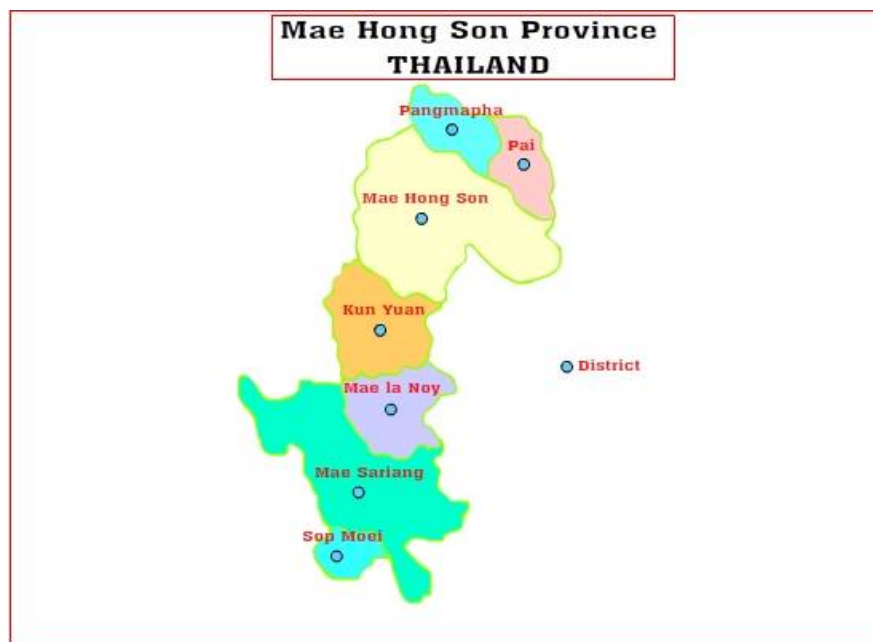 Mae Hong Son Province
THAILAND
Pangmapha
Pai
Mae Hong Son
Kun Yuan
District
Mae la Noy
Mae Sariang
Sop Moei